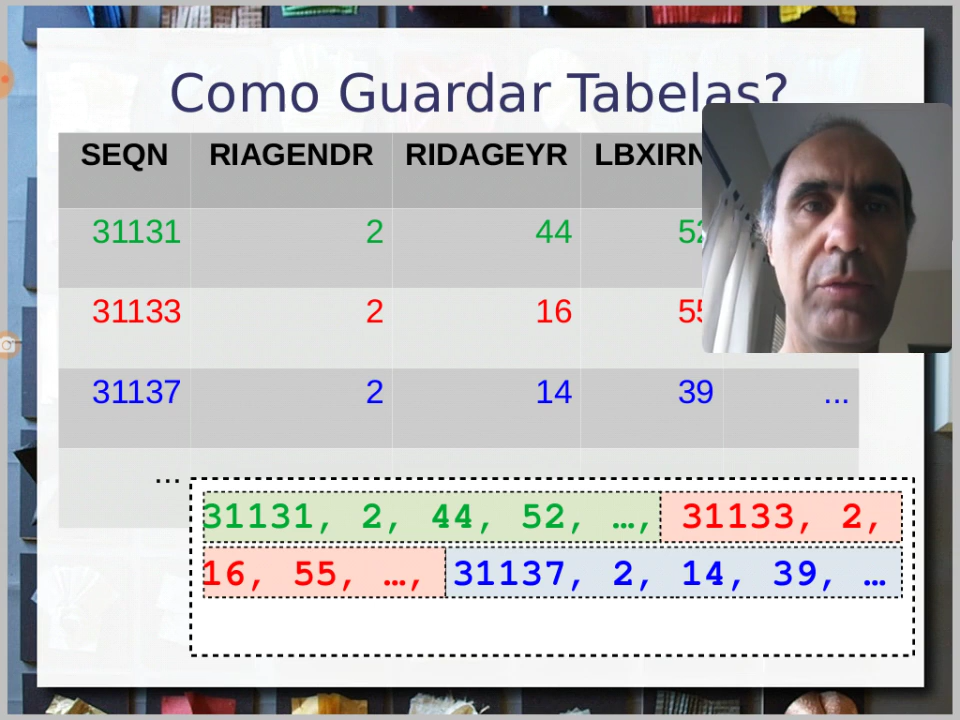 Como Guardar Tabelas?
SEQN RIAGENDR RIDAGEYR
31131 2 44
31133 2 16
31137 2 14 39 ...
...
31131, 2, 44, 52, …, 31133, 2,
16, 55, …, 31137, 2, 14, 39, …